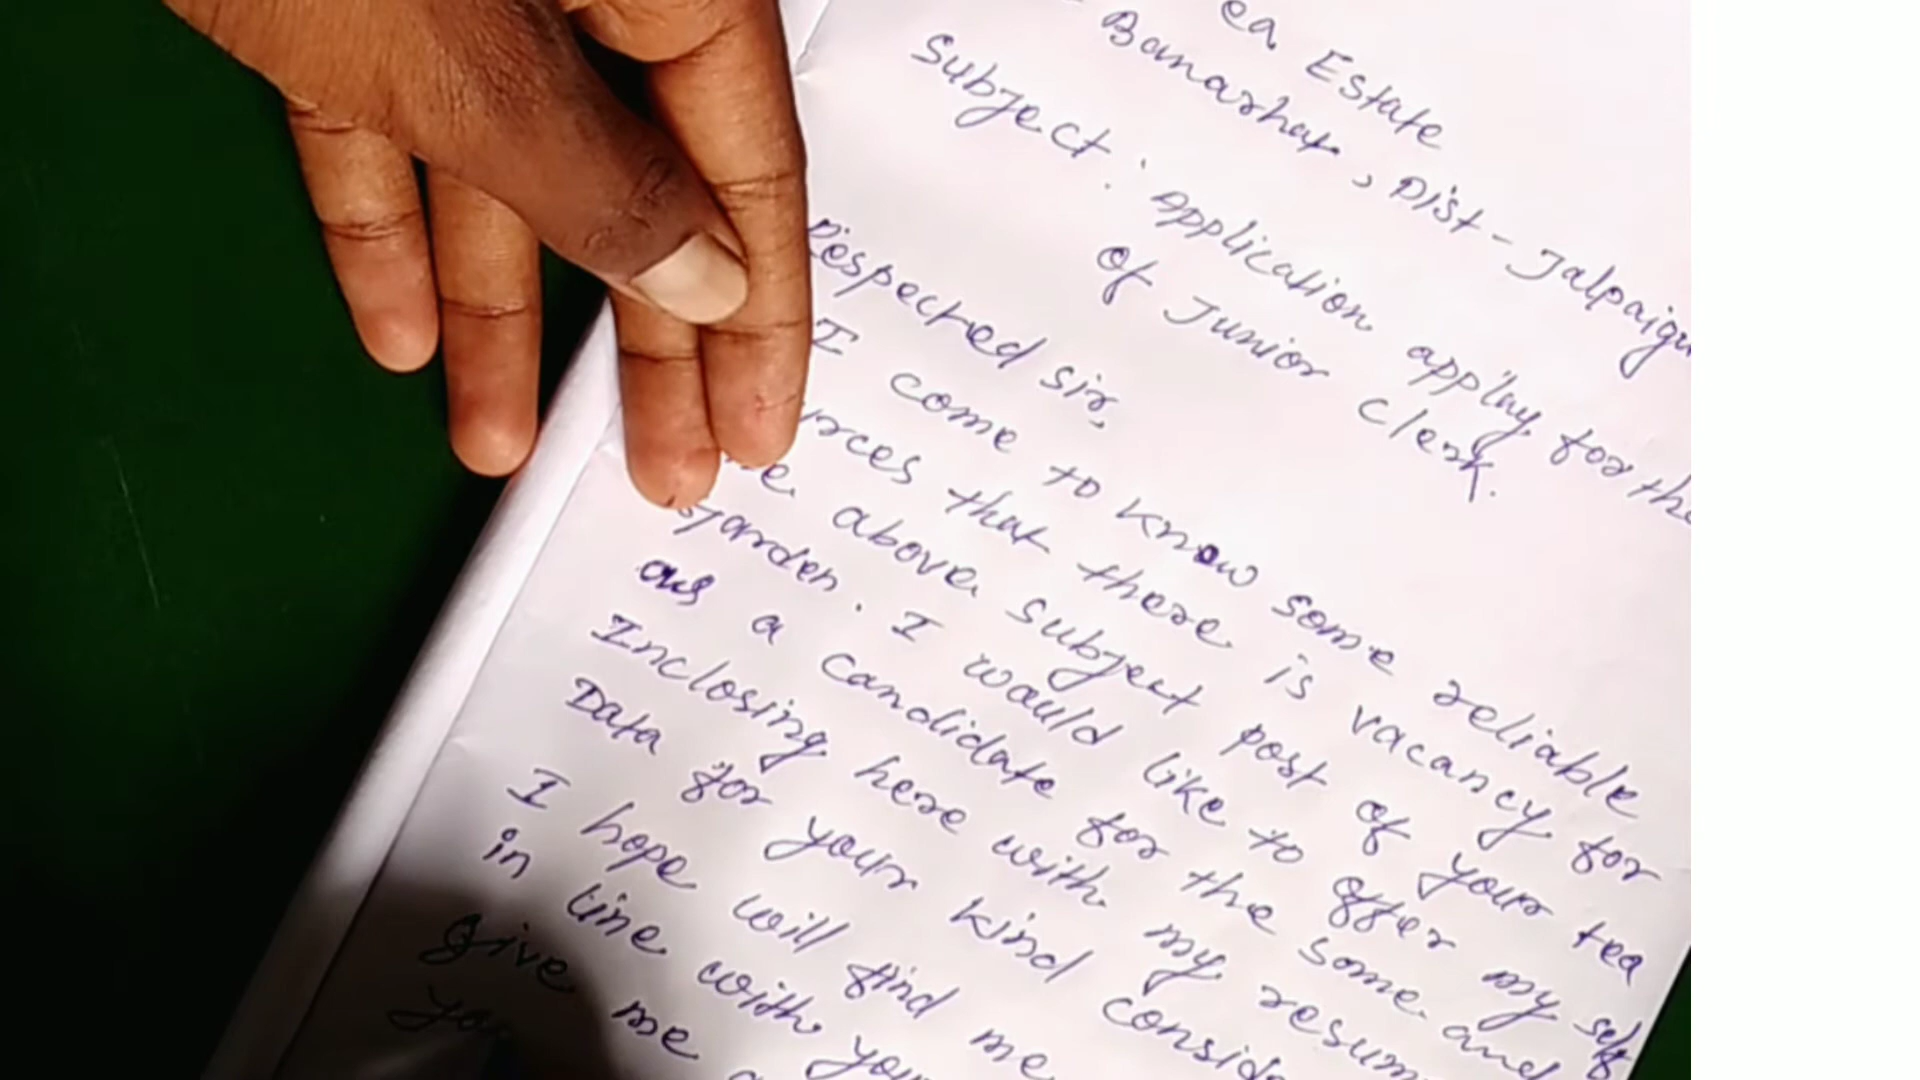 ea Estate
Banarhat, Dist - Jalpaigu
Subject : Application apply for the
of Junior Clerk.
Respected sir,
I come to know some reliable
urces that there is vacancy for
e above subject post of your tea
garden. I would like to offer my self
as a candidate for the some and
Inclosing here with my resum
Data for your kind conside
I hope will find me
in line with you
give me a
you